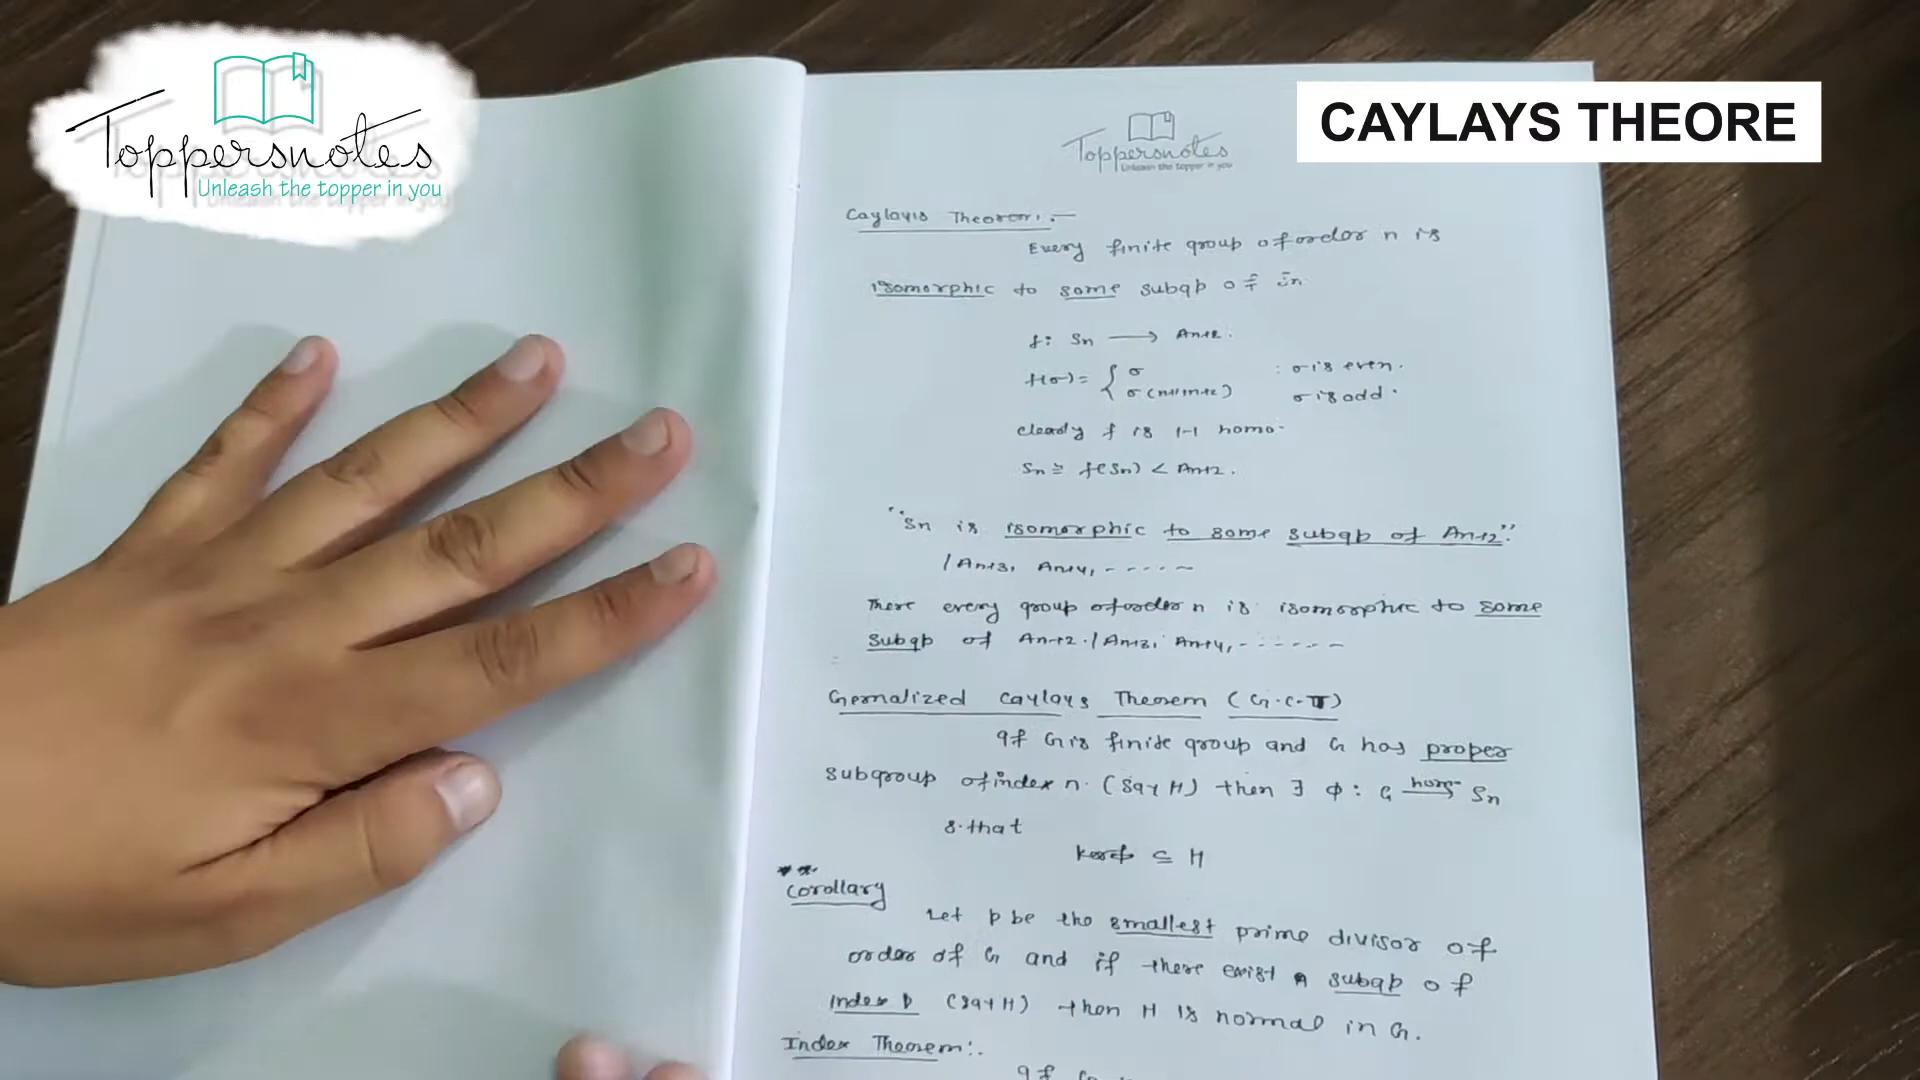 Toppersnotes
Unleash the topper in you
CAYLAYS THEORE
Toppersnotes
Unleash the topper in you
Caylayis Theorem:-
Every finite group of order n is
isomorphic to some subgp of Sn
f: Sn ⟶ An+2.
f(σ) = { σ : σ is even.
σ(n+1 n+2) σ is odd.
clearly f is 1-1 homo.
Sn ≅ f(Sn) < An+2.
"Sn is isomorphic to some subgp of An+2."
/ An+3, An+4, ------
There every group of order n is isomorphic to some
subgp of An+2. / An+3, An+4, -------
Gernalized Caylays Theorem (G.C.T)
If G is finite group and G has proper
subgroup of index n. (Say H) then ∃ ϕ: G homo⟶ Sn
s.that
kerϕ ⊆ H
Corollary
Let p be the smallest prime divisor of
order of G and if there exist A subgp of
index p (Say H) then H is normal in G.
Index Theorem:.
If